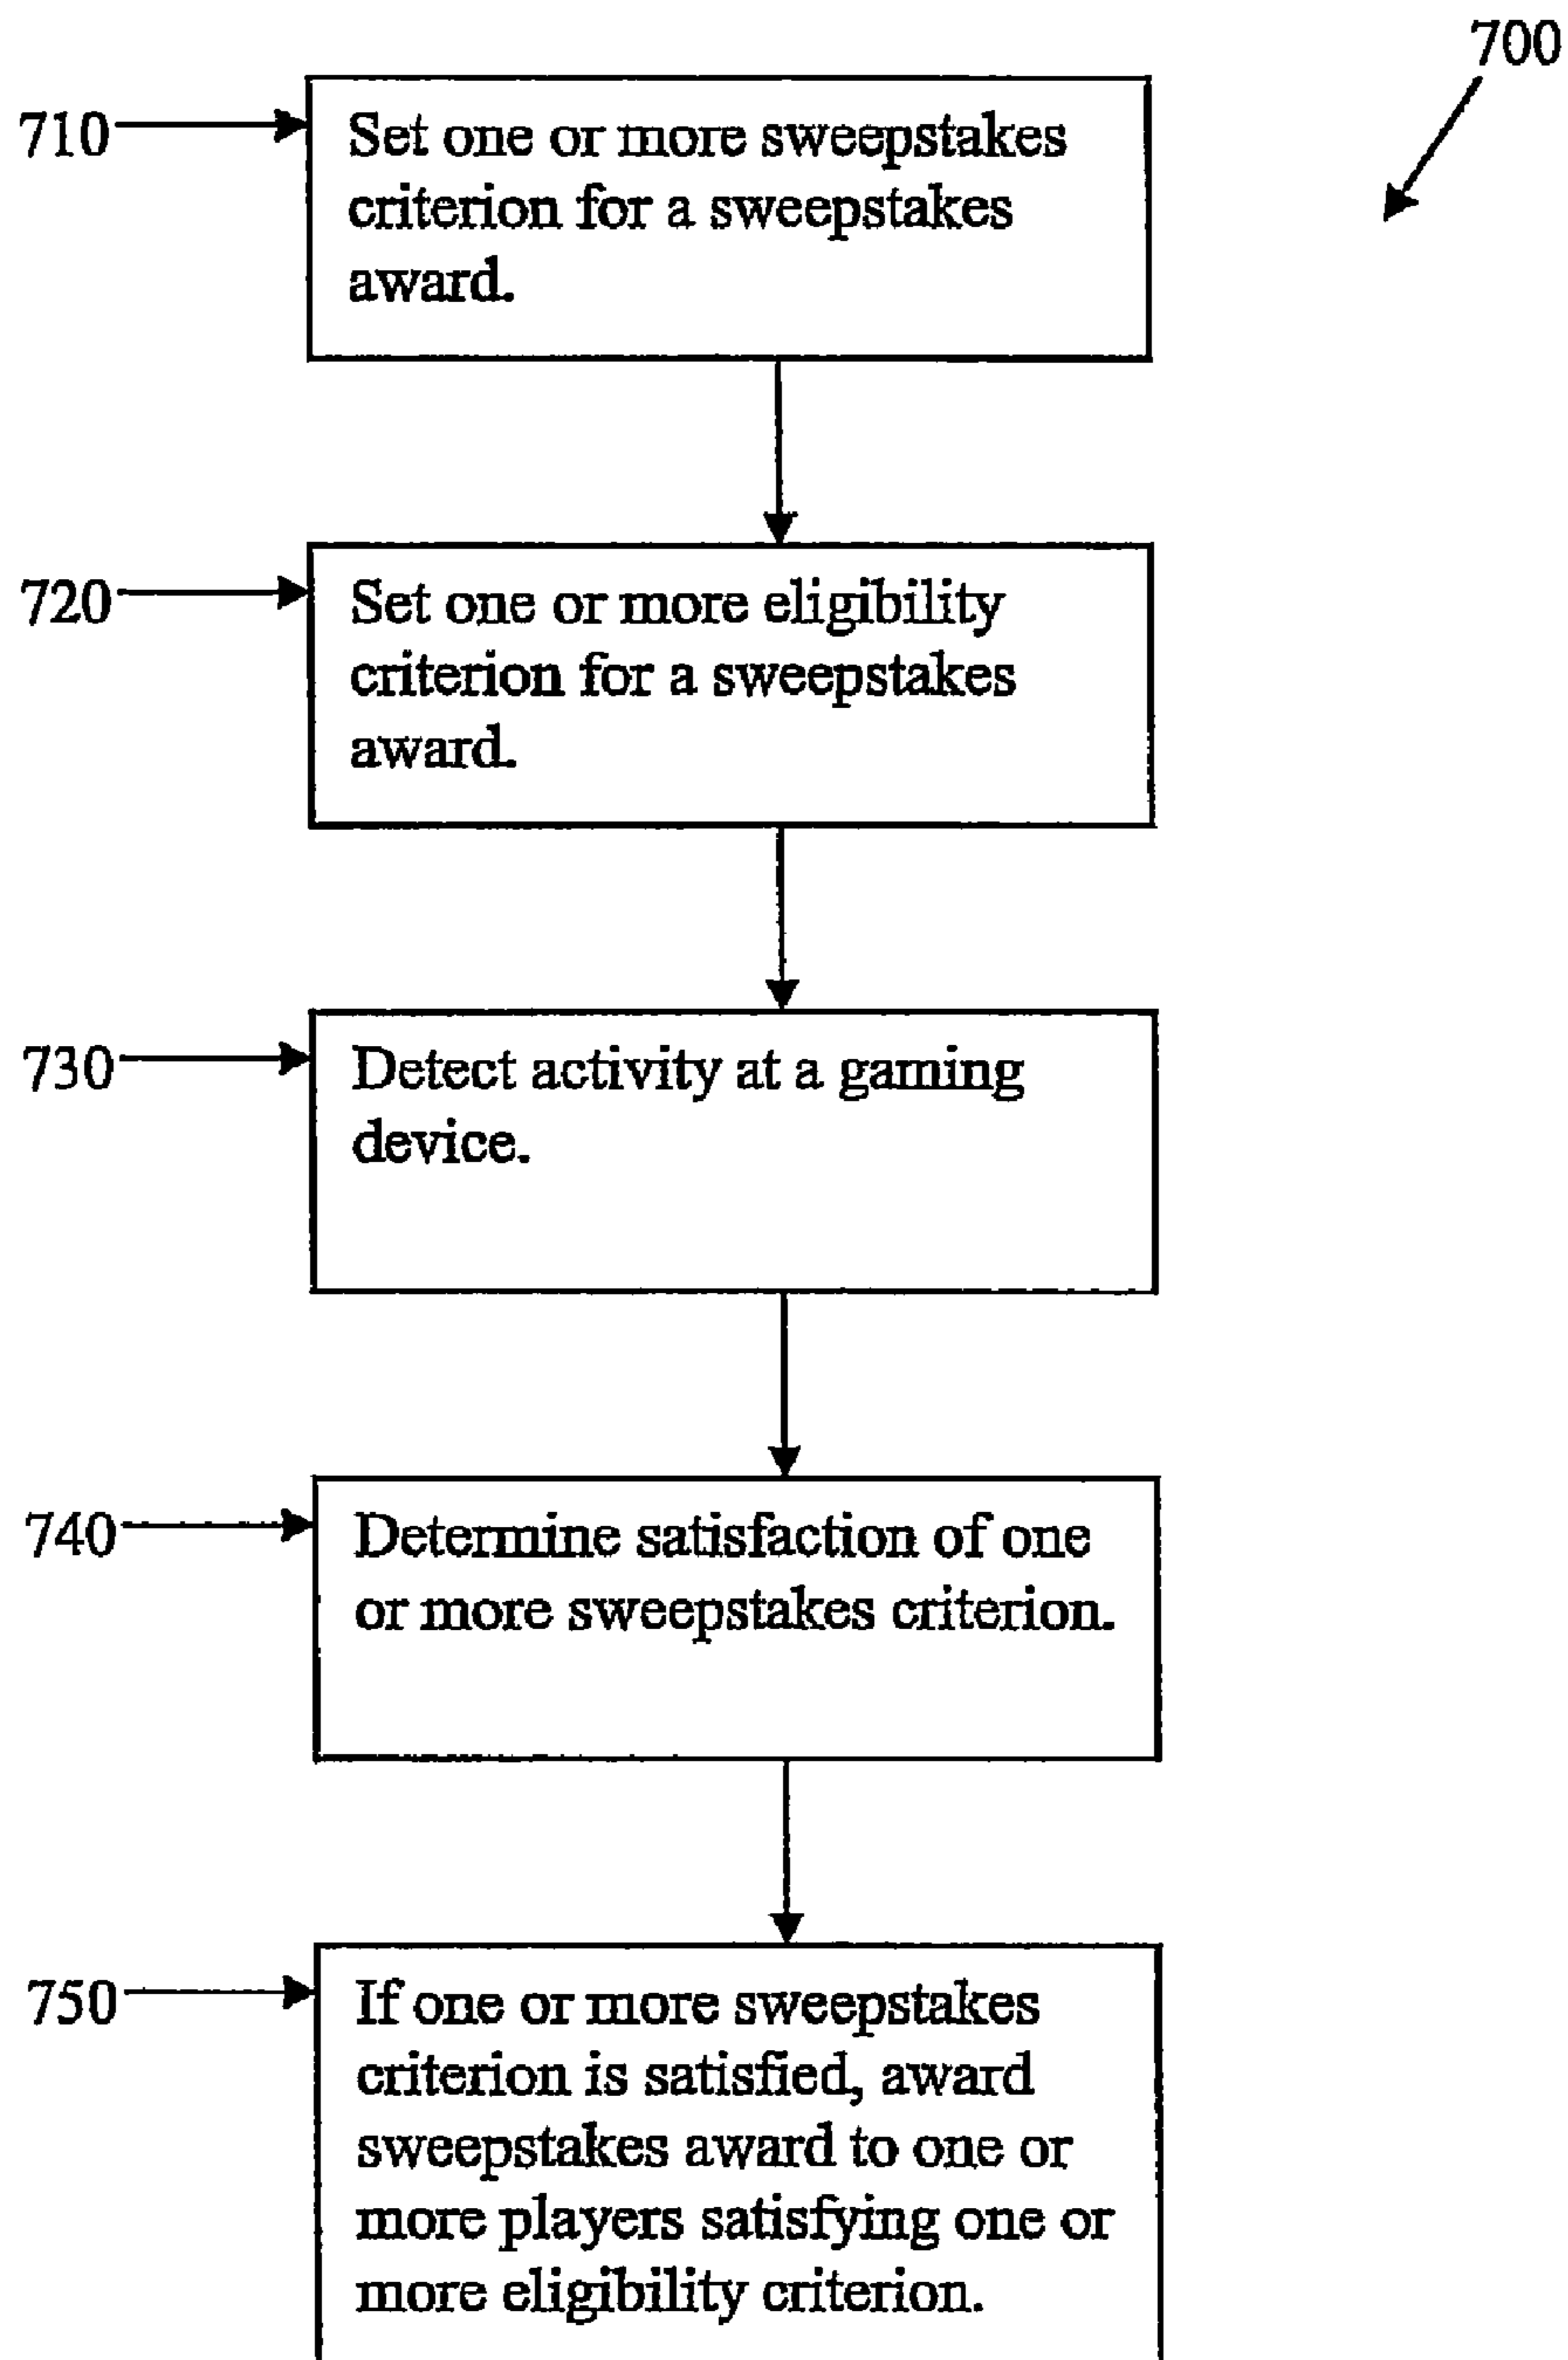 700
710
Set one or more sweepstakes
criterion for a sweepstakes
award.
720
Set one or more eligibility
criterion for a sweepstakes
award.
730
Detect activity at a gaming
device.
740
Determine satisfaction of one
or more sweepstakes criterion.
750
If one or more sweepstakes
criterion is satisfied, award
sweepstakes award to one or
more players satisfying one or
more eligibility criterion.